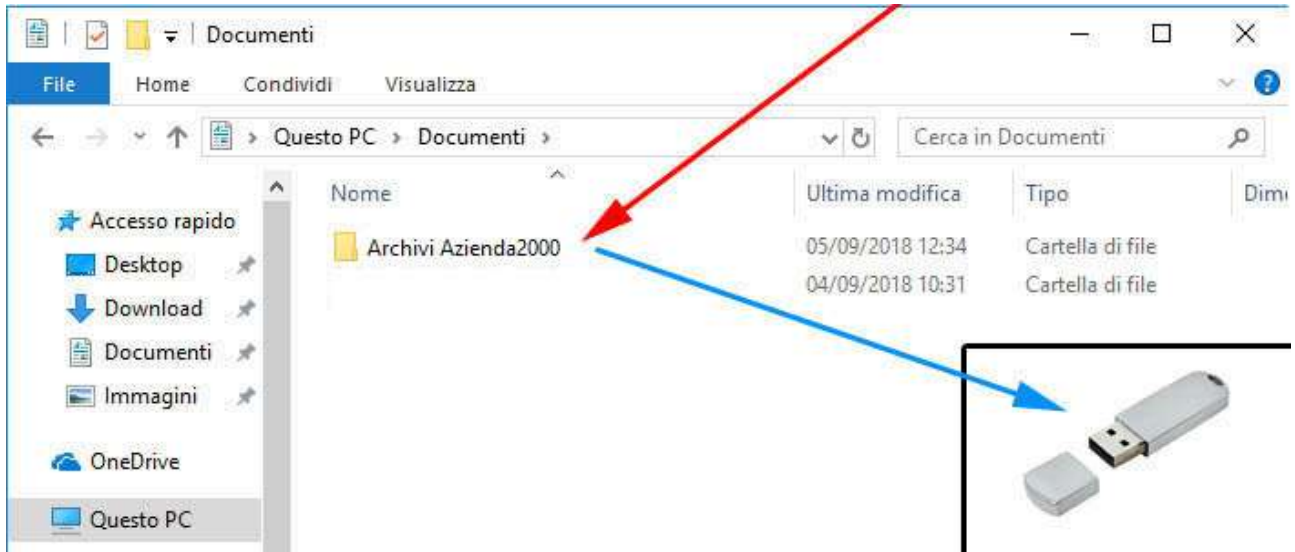 Documenti
File Home Condividi Visualizza
Questo PC > Documenti >
Cerca in Documenti
Nome Ultima modifica Tipo
Accesso rapido
Archivi Azienda2000 05/09/2018 12:34 Cartella di file
Desktop
04/09/2018 10:31 Cartella di file
Download
Documenti
Immagini
OneDrive
Questo PC